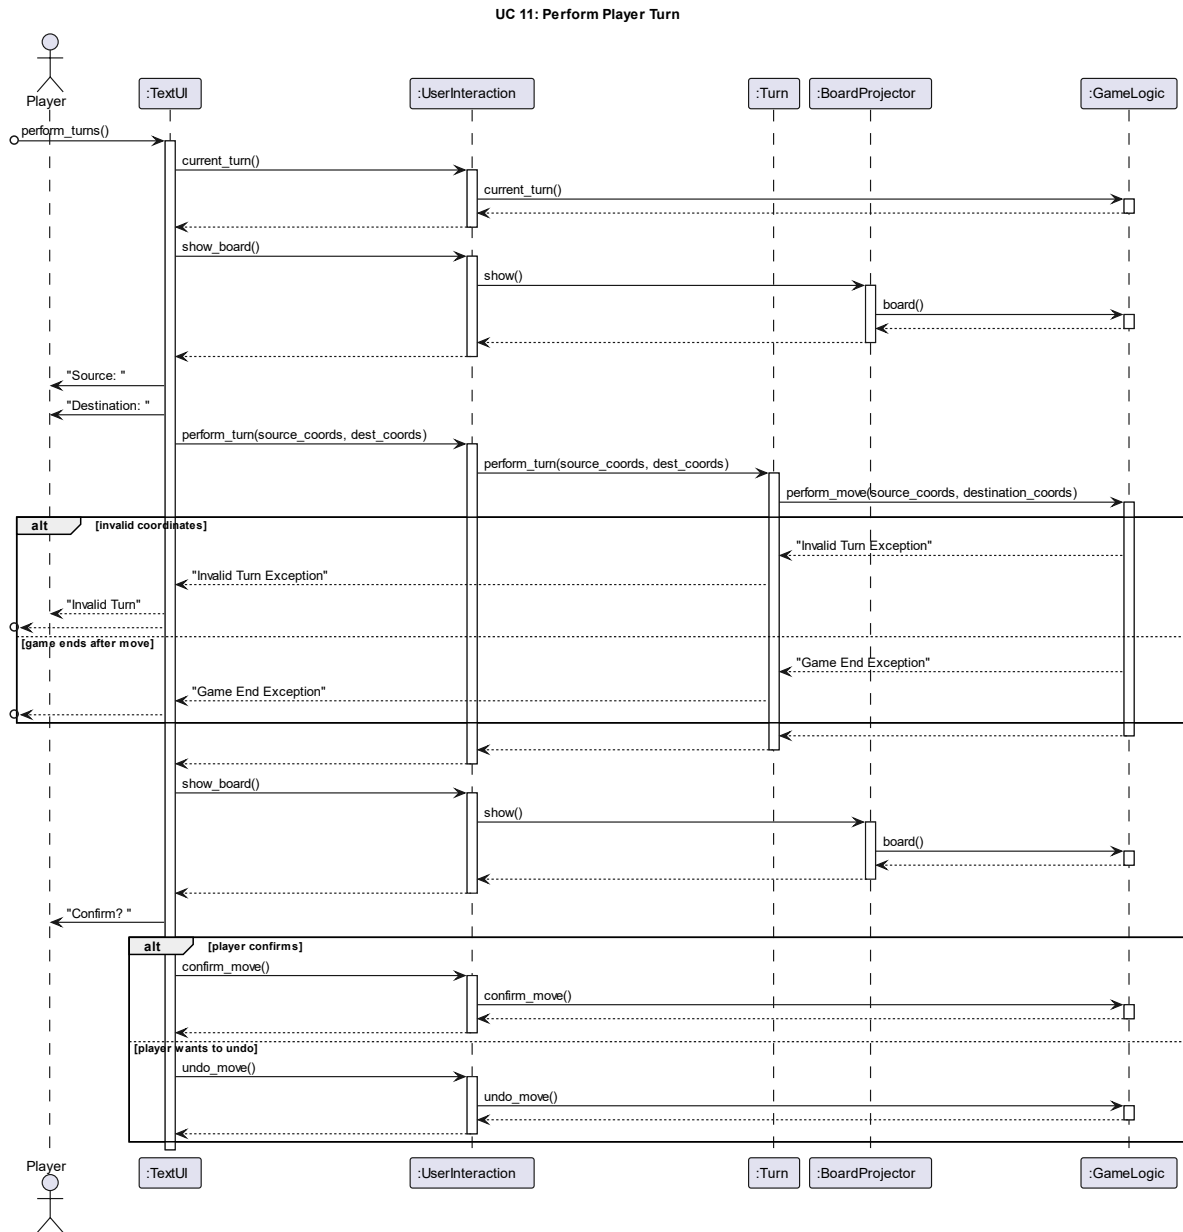 UC 11: Perform Player Turn
Player
:TextUI
:UserInteraction
:Turn
:BoardProjector
:GameLogic
perform_turns()
current_turn()
current_turn()
show_board()
show()
board()
"Source: "
"Destination: "
perform_turn(source_coords, dest_coords)
perform_turn(source_coords, dest_coords)
perform_move(source_coords, destination_coords)
alt
[invalid coordinates]
"Invalid Turn Exception"
"Invalid Turn Exception"
"Invalid Turn"
[game ends after move]
"Game End Exception"
"Game End Exception"
show_board()
show()
board()
"Confirm? "
alt
[player confirms]
confirm_move()
confirm_move()
[player wants to undo]
undo_move()
undo_move()
Player
:TextUI
:UserInteraction
:Turn
:BoardProjector
:GameLogic